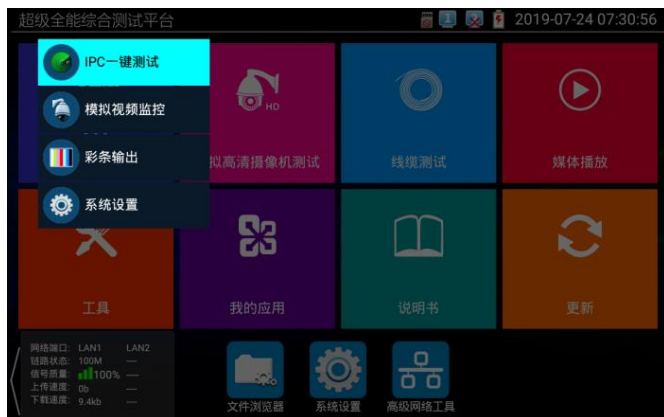 超级全能综合测试平台
2019-07-24 07:30:56
IPC一键测试
模拟视频监控
彩条输出
系统设置
HD
拟高清摄像机测试
线缆测试
媒体播放
工具
我的应用
说明书
更新
网络端口: LAN1 LAN2
链路状态: 100M —
信号质量: 100% —
上传速度: 0b —
下载速度: 9.4kb —
文件浏览器
系统设置
高级网络工具